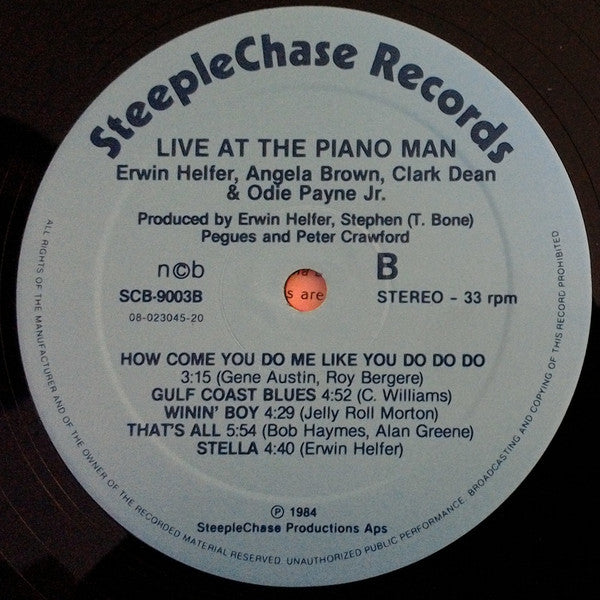 SteepleChase Records
LIVE AT THE PIANO MAN
Erwin Helfer, Angela Brown, Clark Dean
& Odie Payne Jr.
Produced by Erwin Helfer, Stephen (T. Bone)
Pegues and Peter Crawford
n©b
B
s are
SCB-9003B
STEREO - 33 rpm
08-023045-20
HOW COME YOU DO ME LIKE YOU DO DO DO
3:15 (Gene Austin, Roy Bergere)
GULF COAST BLUES 4:52 (C. Williams)
WININ' BOY 4:29 (Jelly Roll Morton)
THAT'S ALL 5:54 (Bob Haymes, Alan Greene)
STELLA 4:40 (Erwin Helfer)
℗ 1984
SteepleChase Productions Aps
ALL RIGHTS OF THE MANUFACTURER AND OF THE OWNER OF THE RECORDED MATERIAL RESERVED. UNAUTHORIZED PUBLIC PERFORMANCE, BROADCASTING AND COPYING OF THIS RECORD PROHIBITED